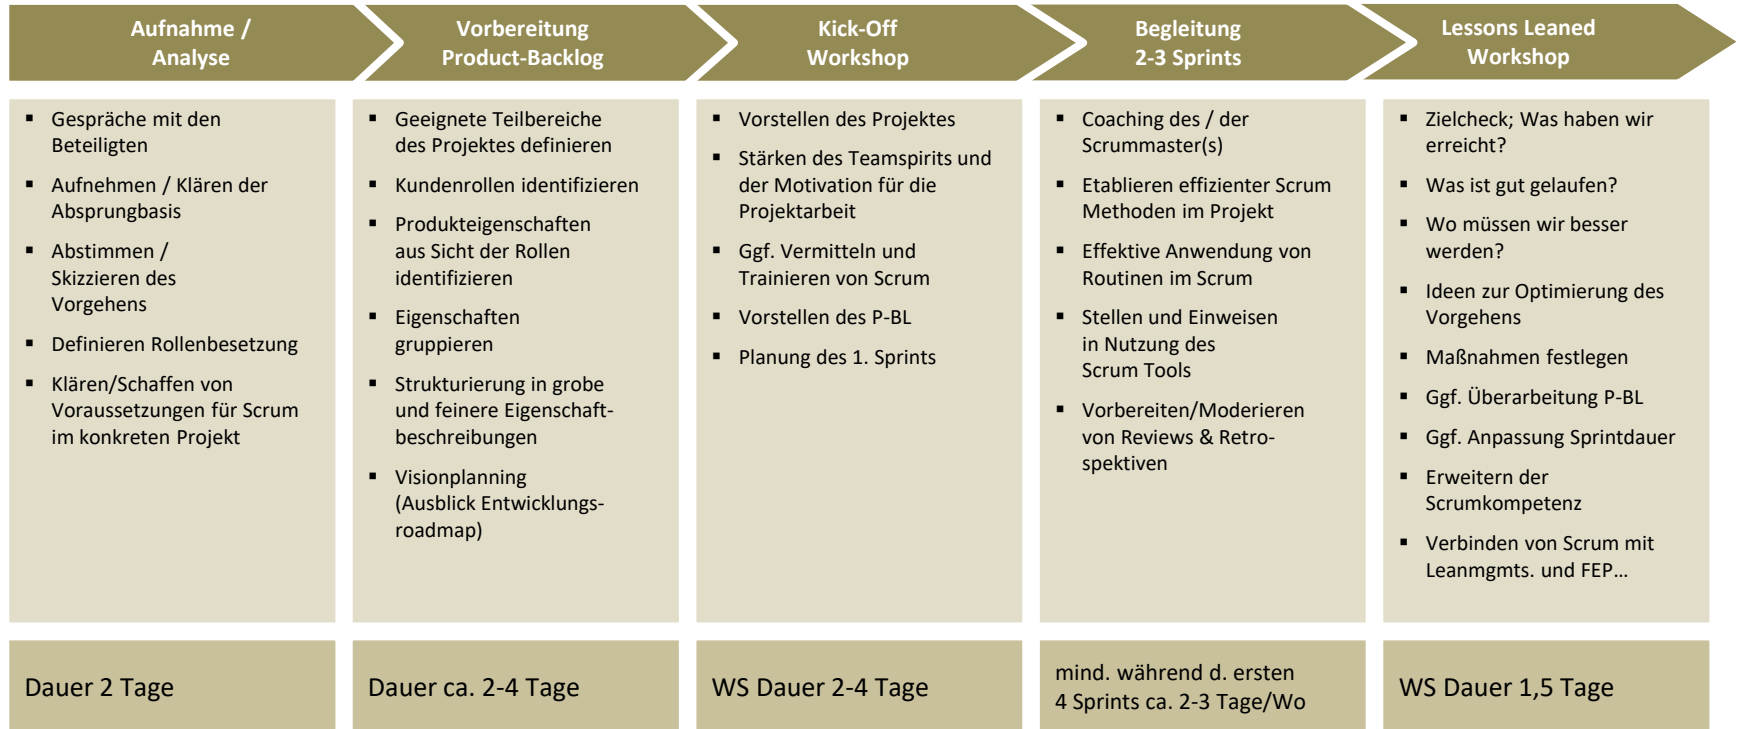 Aufnahme /
Analyse
Vorbereitung
Product-Backlog
Kick-Off
Workshop
Begleitung
2-3 Sprints
Lessons Leaned
Workshop
▪ Gespräche mit den
Beteiligten
▪ Aufnehmen / Klären der
Absprungbasis
▪ Abstimmen /
Skizzieren des
Vorgehens
▪ Definieren Rollenbesetzung
▪ Klären/Schaffen von
Voraussetzungen für Scrum
im konkreten Projekt
▪ Geeignete Teilbereiche
des Projektes definieren
▪ Kundenrollen identifizieren
▪ Produkteigenschaften
aus Sicht der Rollen
identifizieren
▪ Eigenschaften
gruppieren
▪ Strukturierung in grobe
und feinere Eigenschaft-
beschreibungen
▪ Visionplanning
(Ausblick Entwicklungs-
roadmap)
▪ Vorstellen des Projektes
▪ Stärken des Teamspirits und
der Motivation für die
Projektarbeit
▪ Ggf. Vermitteln und
Trainieren von Scrum
▪ Vorstellen des P-BL
▪ Planung des 1. Sprints
▪ Coaching des / der
Scrummaster(s)
▪ Etablieren effizienter Scrum
Methoden im Projekt
▪ Effektive Anwendung von
Routinen im Scrum
▪ Stellen und Einweisen
in Nutzung des
Scrum Tools
▪ Vorbereiten/Moderieren
von Reviews & Retro-
spektiven
▪ Zielcheck; Was haben wir
erreicht?
▪ Was ist gut gelaufen?
▪ Wo müssen wir besser
werden?
▪ Ideen zur Optimierung des
Vorgehens
▪ Maßnahmen festlegen
▪ Ggf. Überarbeitung P-BL
▪ Ggf. Anpassung Sprintdauer
▪ Erweitern der
Scrumkompetenz
▪ Verbinden von Scrum mit
Leanmgmts. und FEP…
Dauer 2 Tage
Dauer ca. 2-4 Tage
WS Dauer 2-4 Tage
mind. während d. ersten
4 Sprints ca. 2-3 Tage/Wo
WS Dauer 1,5 Tage